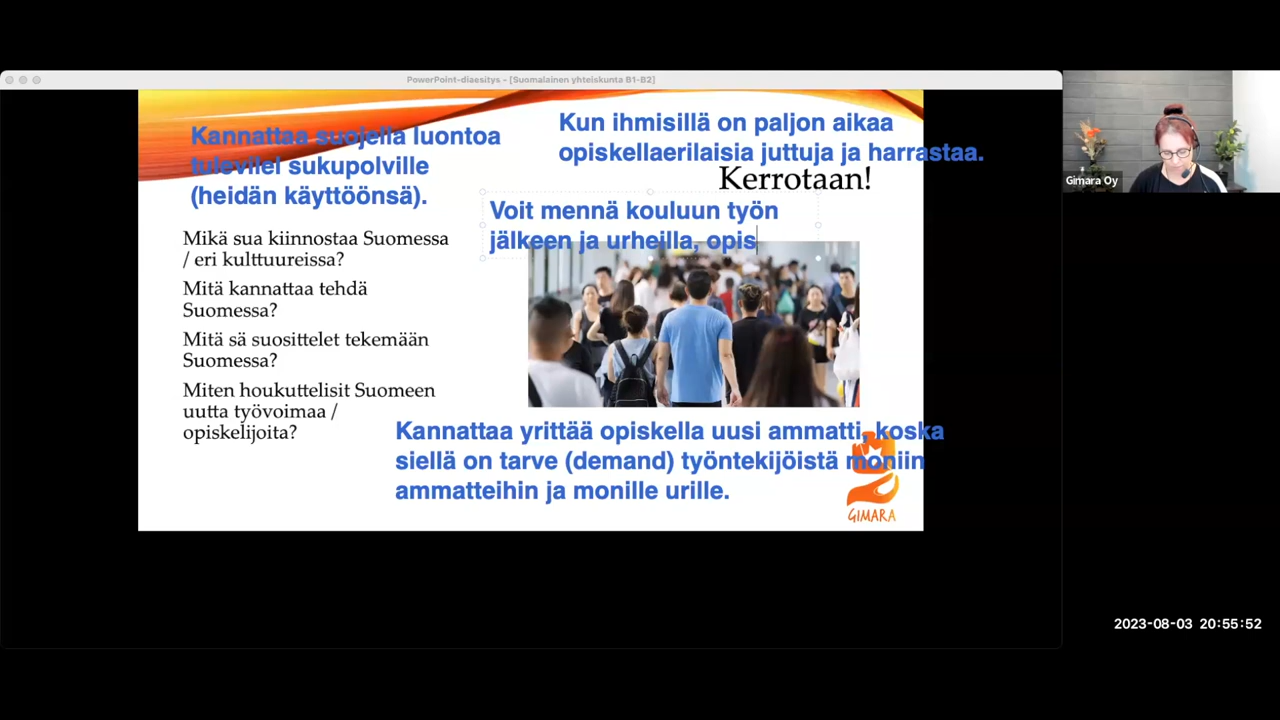 PowerPoint-diaesitys - [Suomalainen yhteiskunta B1-B2]
Kannattaa suojella luontoa
tulevilel sukupolville
(heidän käyttöönsä).
Kun ihmisillä on paljon aikaa
opiskellaerilaisia juttuja ja harrastaa.
Kerrotaan!
Voit mennä kouluun työn
jälkeen ja urheilla, opis
Mikä sua kiinnostaa Suomessa
/ eri kulttuureissa?
Mitä kannattaa tehdä
Suomessa?
Mitä sä suosittelet tekemään
Suomessa?
Miten houkuttelisit Suomeen
uutta työvoimaa /
opiskelijoita?
Kannattaa yrittää opiskella uusi ammatti, koska
siellä on tarve (demand) työntekijöistä moniin
ammatteihin ja monille urille.
GIMARA
Gimara Oy
2023-08-03 20:55:52